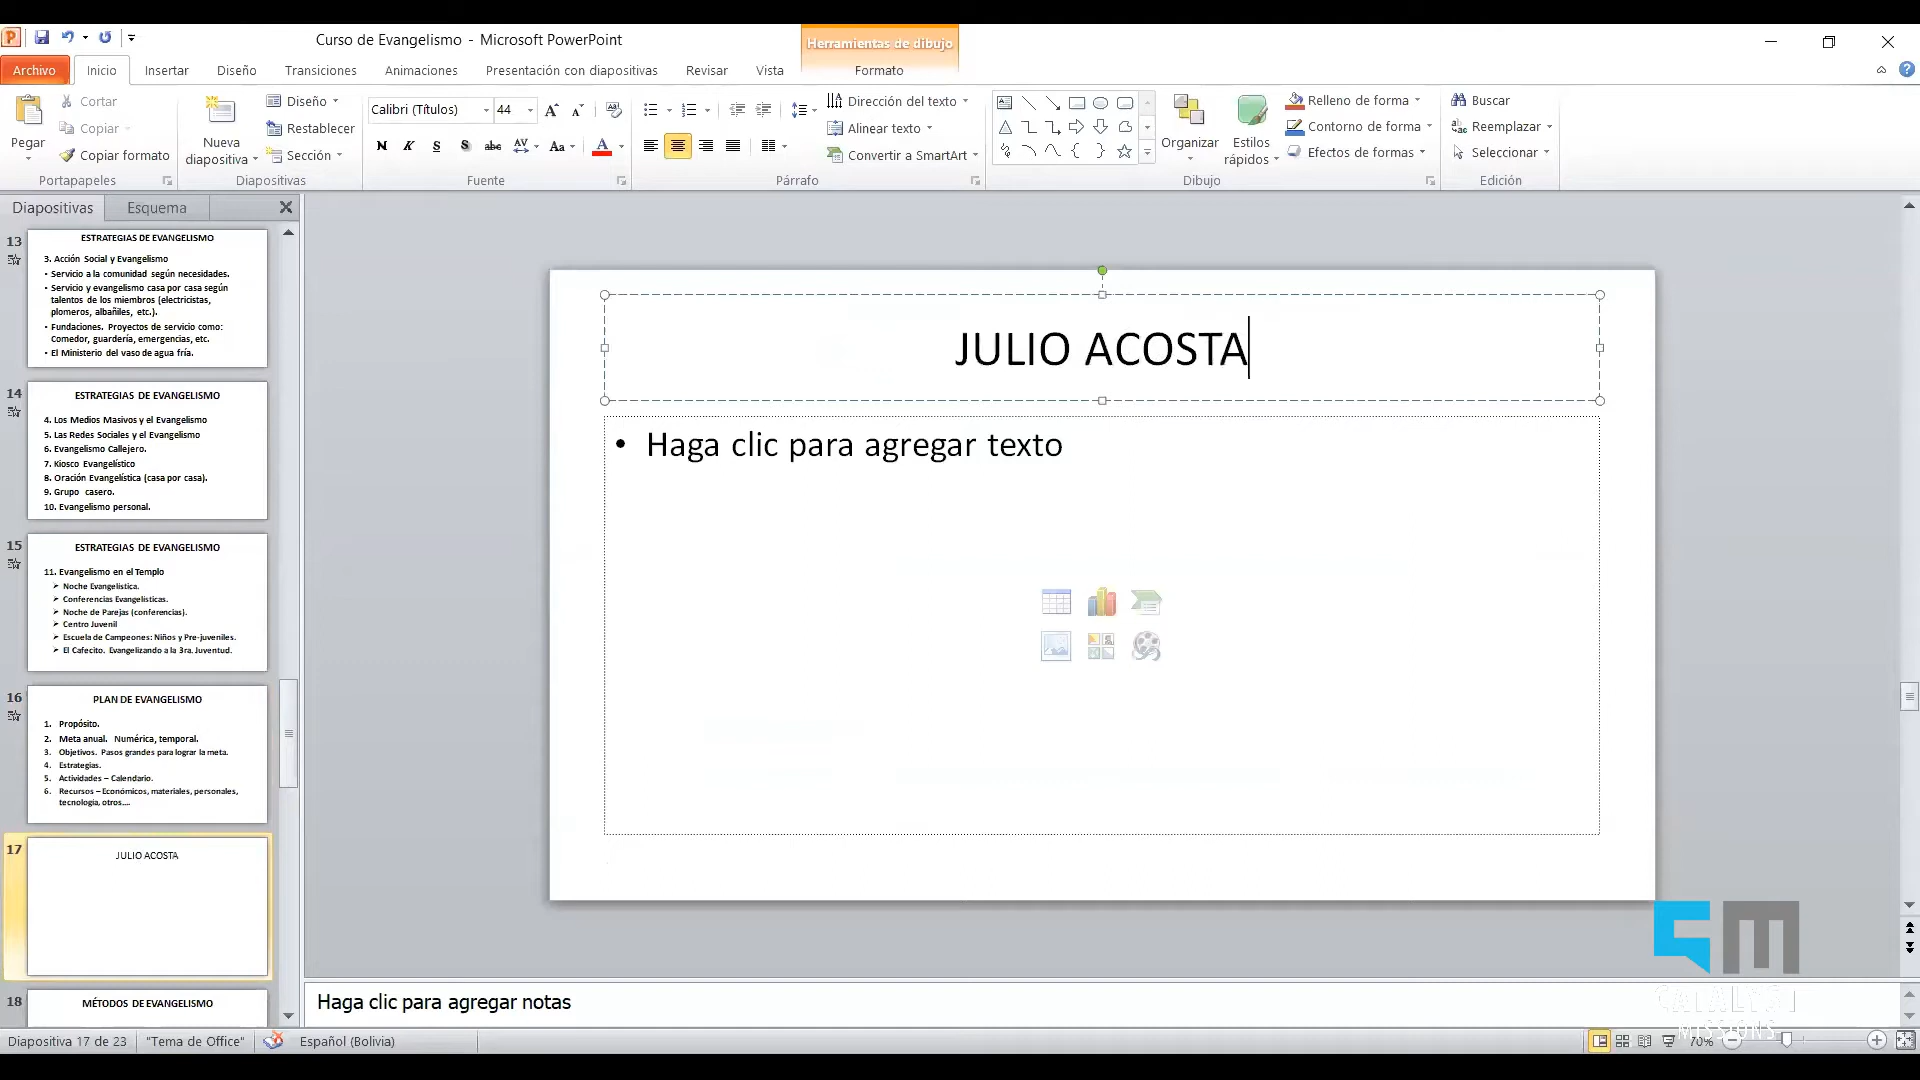 Curso de Evangelismo - Microsoft PowerPoint
Herramientas de dibujo
Archivo Inicio Insertar Diseño Transiciones Animaciones Presentación con diapositivas Revisar Vista Formato
Pegar
Cortar
Copiar
Copiar formato
Portapapeles
Nueva diapositiva
Diseño
Restablecer
Sección
Diapositivas
Calibri (Títulos) 44
N K S S abc AV Aa A
Fuente
Dirección del texto
Alinear texto
Convertir a SmartArt
Párrafo
Organizar
Estilos rápidos
Relleno de forma
Contorno de forma
Efectos de formas
Dibujo
Buscar
Reemplazar
Seleccionar
Edición
Diapositivas Esquema
13
ESTRATEGIAS DE EVANGELISMO
3. Acción Social y Evangelismo
• Servicio a la comunidad según necesidades.
• Servicio y evangelismo casa por casa según
talentos de los miembros (electricistas,
plomeros, albañiles, etc.).
• Fundaciones. Proyectos de servicio como:
Comedor, guardería, emergencias, etc.
• El Ministerio del vaso de agua fría.
14
ESTRATEGIAS DE EVANGELISMO
4. Los Medios Masivos y el Evangelismo
5. Las Redes Sociales y el Evangelismo
6. Evangelismo Callejero.
7. Kiosco Evangelístico
8. Oración Evangelística (casa por casa).
9. Grupo casero.
10. Evangelismo personal.
15
ESTRATEGIAS DE EVANGELISMO
11. Evangelismo en el Templo
➢ Noche Evangelística.
➢ Conferencias Evangelísticas.
➢ Noche de Parejas (conferencias).
➢ Centro Juvenil
➢ Escuela de Campeones: Niños y Pre-juveniles.
➢ El Cafecito. Evangelizando a la 3ra. Juventud.
16
PLAN DE EVANGELISMO
1. Propósito.
2. Meta anual. Numérica, temporal.
3. Objetivos. Pasos grandes para lograr la meta.
4. Estrategias.
5. Actividades – Calendario.
6. Recursos – Económicos, materiales, personales,
tecnología, otros....
17
JULIO ACOSTA
18
MÉTODOS DE EVANGELISMO
JULIO ACOSTA
• Haga clic para agregar texto
Haga clic para agregar notas
CATALYST
MISSIONS
Diapositiva 17 de 23 "Tema de Office" Español (Bolivia) 70%